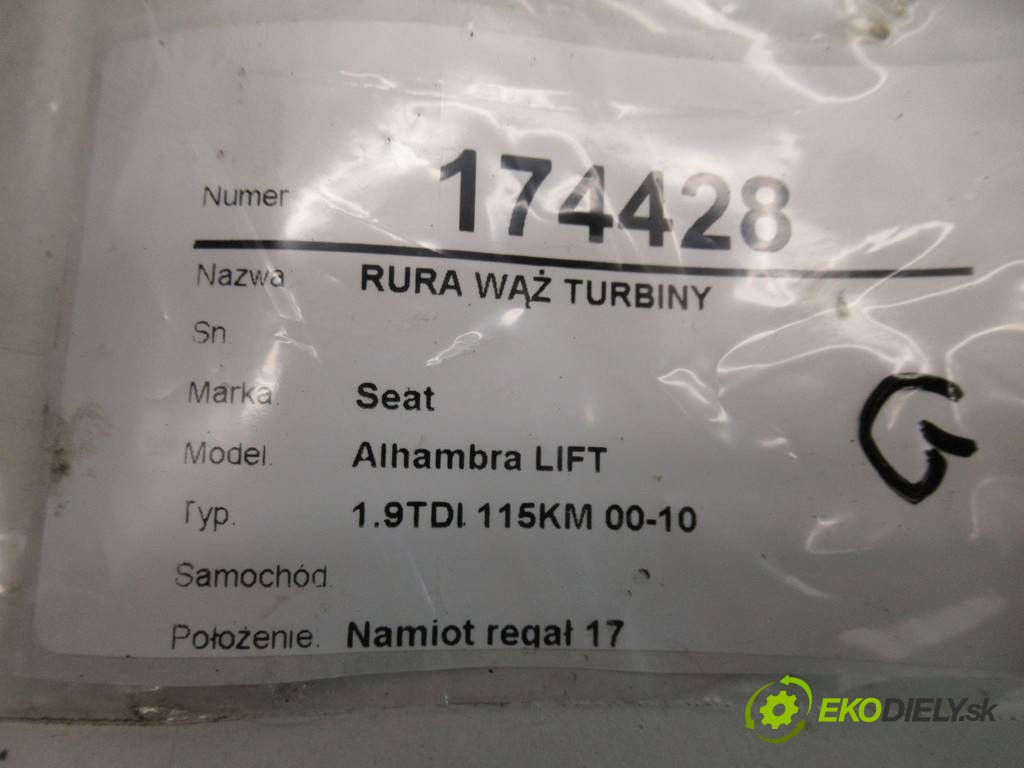 Numer 174428
Nazwa RURA WĄŻ TURBINY
Sn.
Marka. Seat
Model. Alhambra LIFT
Typ. 1.9TDI 115KM 00-10
Samochód.
Położenie. Namiot regał 17
G
EKODIELY.sk